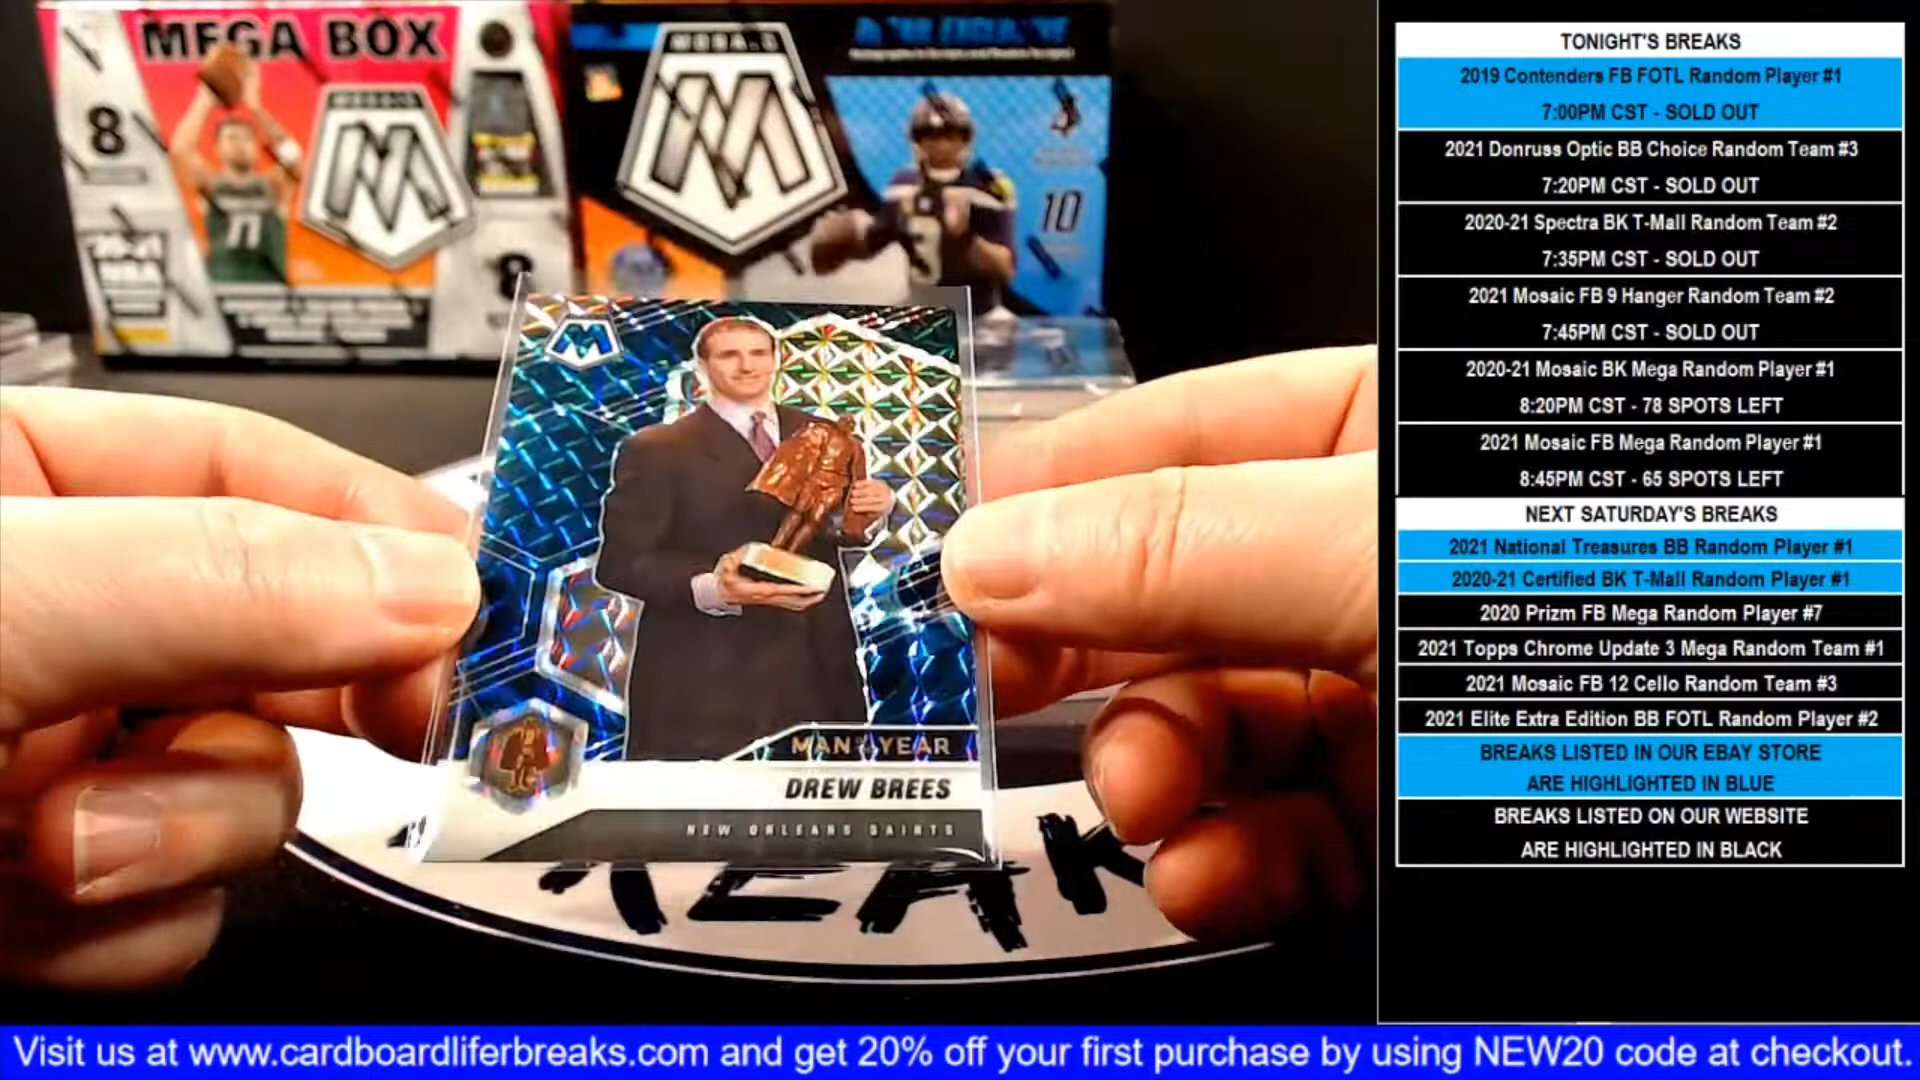 MEGA BOX
8
MOSAIC
20-21
NBA
77
8
MOSAIC
10
3
MAN OF THE YEAR
DREW BREES
NEW ORLEANS SAINTS
TONIGHT'S BREAKS
2019 Contenders FB FOTL Random Player #1
7:00PM CST - SOLD OUT
2021 Donruss Optic BB Choice Random Team #3
7:20PM CST - SOLD OUT
2020-21 Spectra BK T-Mall Random Team #2
7:35PM CST - SOLD OUT
2021 Mosaic FB 9 Hanger Random Team #2
7:45PM CST - SOLD OUT
2020-21 Mosaic BK Mega Random Player #1
8:20PM CST - 78 SPOTS LEFT
2021 Mosaic FB Mega Random Player #1
8:45PM CST - 65 SPOTS LEFT
NEXT SATURDAY'S BREAKS
2021 National Treasures BB Random Player #1
2020-21 Certified BK T-Mall Random Player #1
2020 Prizm FB Mega Random Player #7
2021 Topps Chrome Update 3 Mega Random Team #1
2021 Mosaic FB 12 Cello Random Team #3
2021 Elite Extra Edition BB FOTL Random Player #2
BREAKS LISTED IN OUR EBAY STORE
ARE HIGHLIGHTED IN BLUE
BREAKS LISTED ON OUR WEBSITE
ARE HIGHLIGHTED IN BLACK
Visit us at www.cardboardliferbreaks.com and get 20% off your first purchase by using NEW20 code at checkout.